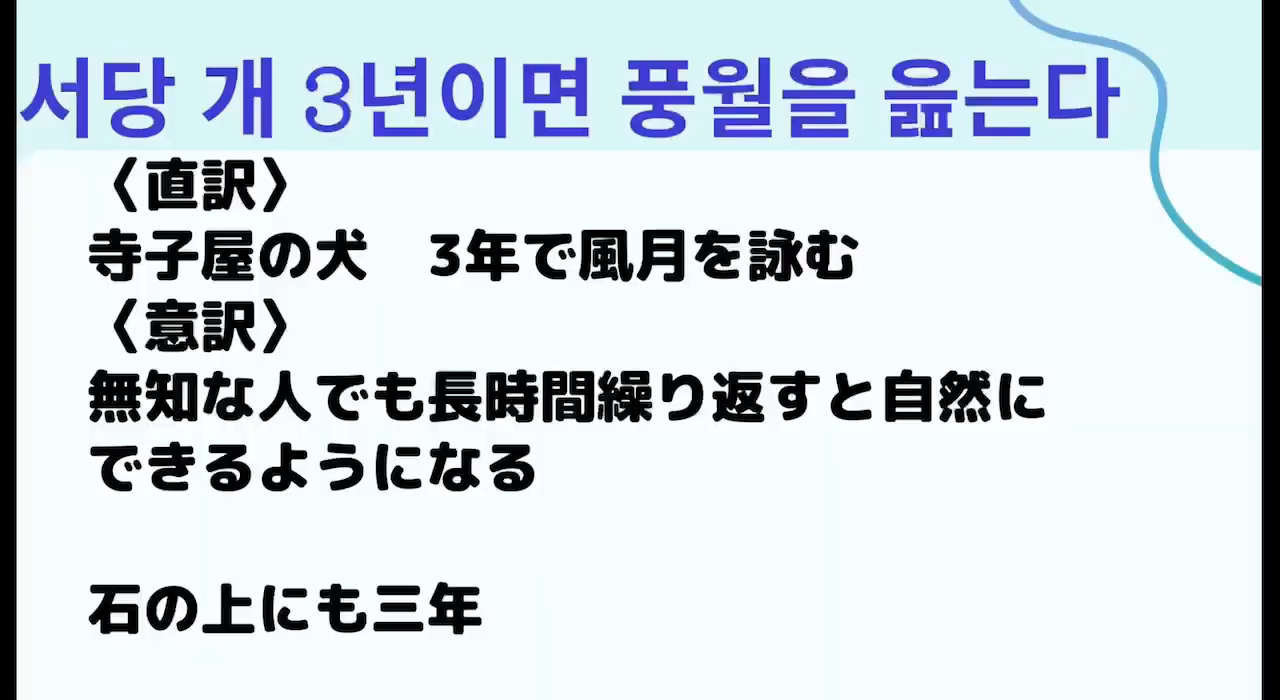 서당 개 3년이면 풍월을 읊는다
〈直訳〉
寺子屋の犬　3年で風月を詠む
〈意訳〉
無知な人でも長時間繰り返すと自然に
できるようになる
石の上にも三年